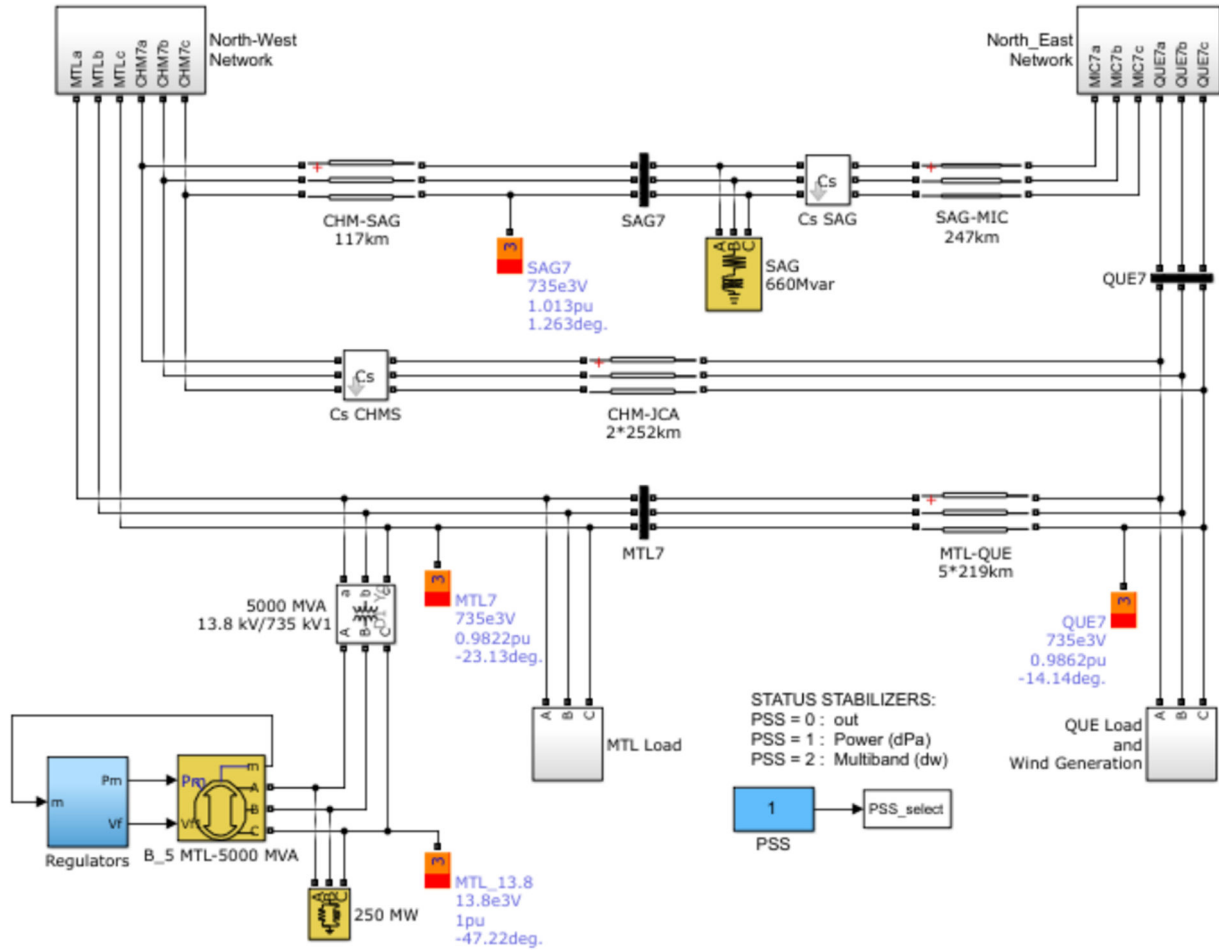 North-West
Network
MTLa
MTLb
MTLc
CHM7a
CHM7b
CHM7c
North_East
Network
MIC7a
MIC7b
MIC7c
QUE7a
QUE7b
QUE7c
CHM-SAG
117km
SAG7
Cs
Cs SAG
SAG-MIC
247km
3
SAG7
735e3V
1.013pu
1.263deg.
A
B
C
SAG
660Mvar
QUE7
Cs
Cs CHMS
CHM-JCA
2*252km
MTL7
MTL-QUE
5*219km
5000 MVA
13.8 kV/735 kV1
a
b
c
A
B
C
3
MTL7
735e3V
0.9822pu
-23.13deg.
3
QUE7
735e3V
0.9862pu
-14.14deg.
A
B
C
MTL Load
STATUS STABILIZERS:
PSS = 0 : out
PSS = 1 : Power (dPa)
PSS = 2 : Multiband (dw)
A
B
C
QUE Load
and
Wind Generation
1
PSS
PSS_select
m
Pm
Vf
Regulators
Pm
m
A
B
C
B_5 MTL-5000 MVA
A
B
C
250 MW
3
MTL_13.8
13.8e3V
1pu
-47.22deg.